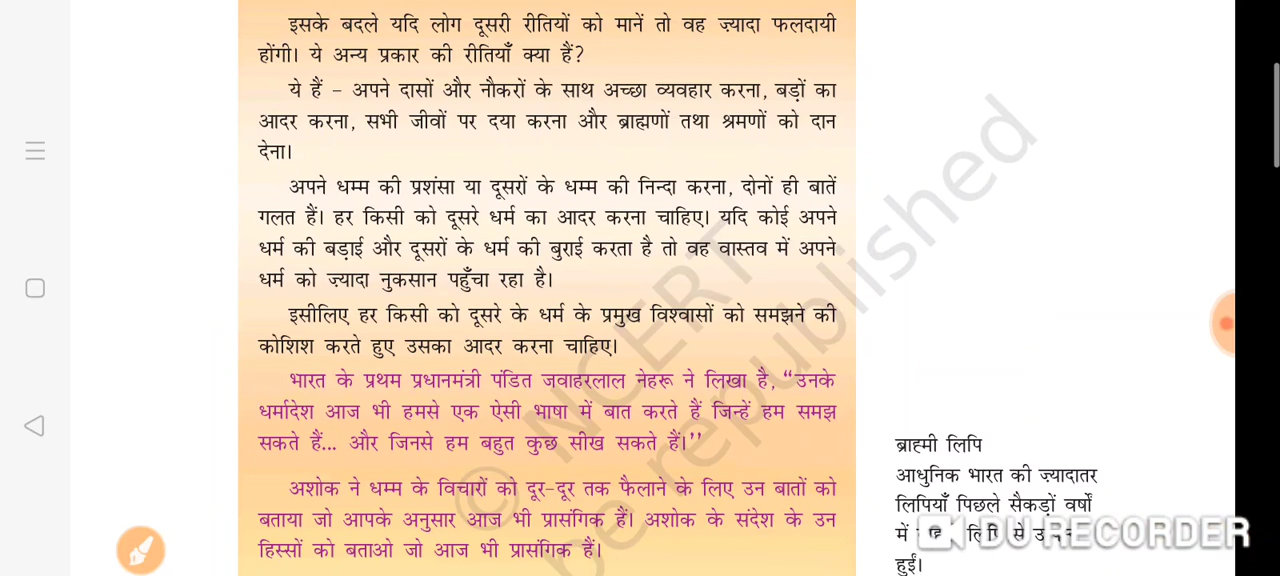 इसके बदले यदि लोग दूसरी रीतियों को मानें तो वह ज़्यादा फलदायी
होंगी। ये अन्य प्रकार की रीतियाँ क्या हैं?
ये हैं – अपने दासों और नौकरों के साथ अच्छा व्यवहार करना, बड़ों का
आदर करना, सभी जीवों पर दया करना और ब्राह्मणों तथा श्रमणों को दान
देना।
अपने धम्म की प्रशंसा या दूसरों के धम्म की निन्दा करना, दोनों ही बातें
गलत हैं। हर किसी को दूसरे धर्म का आदर करना चाहिए। यदि कोई अपने
धर्म की बड़ाई और दूसरों के धर्म की बुराई करता है तो वह वास्तव में अपने
धर्म को ज़्यादा नुकसान पहुँचा रहा है।
इसीलिए हर किसी को दूसरे के धर्म के प्रमुख विश्वासों को समझने की
कोशिश करते हुए उसका आदर करना चाहिए।
भारत के प्रथम प्रधानमंत्री पंडित जवाहरलाल नेहरू ने लिखा है, “उनके
धर्मादेश आज भी हमसे एक ऐसी भाषा में बात करते हैं जिन्हें हम समझ
सकते हैं... और जिनसे हम बहुत कुछ सीख सकते हैं।’’
अशोक ने धम्म के विचारों को दूर-दूर तक फैलाने के लिए उन बातों को
बताया जो आपके अनुसार आज भी प्रासंगिक हैं। अशोक के संदेश के उन
हिस्सों को बताओ जो आज भी प्रासंगिक हैं।
ब्राह्मी लिपि
आधुनिक भारत की ज़्यादातर
लिपियाँ पिछले सैकड़ों वर्षों
में लिपि से
हुईं।
© NCERT
be republished
DU RECORDER